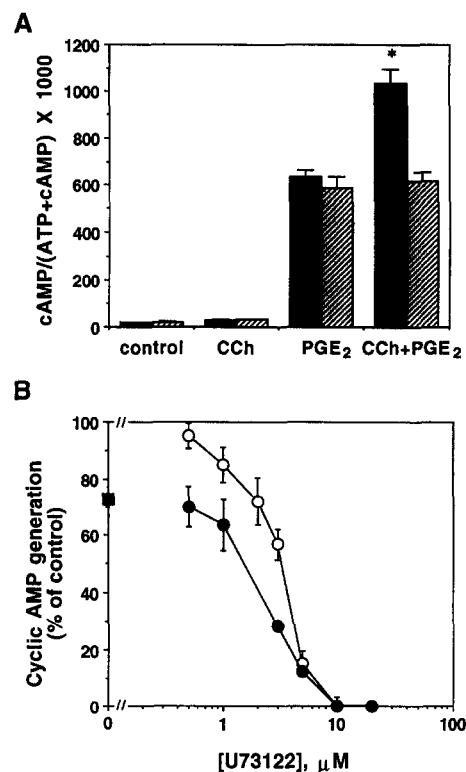 A
cAMP/(ATP+cAMP) X 1000
1200
1000
800
600
400
200
0
*
control CCh PGE₂ CCh+PGE₂
B
Cyclic AMP generation
(% of control)
100
80
60
40
20
0
// //
0 1 10 100
[U73122], μM